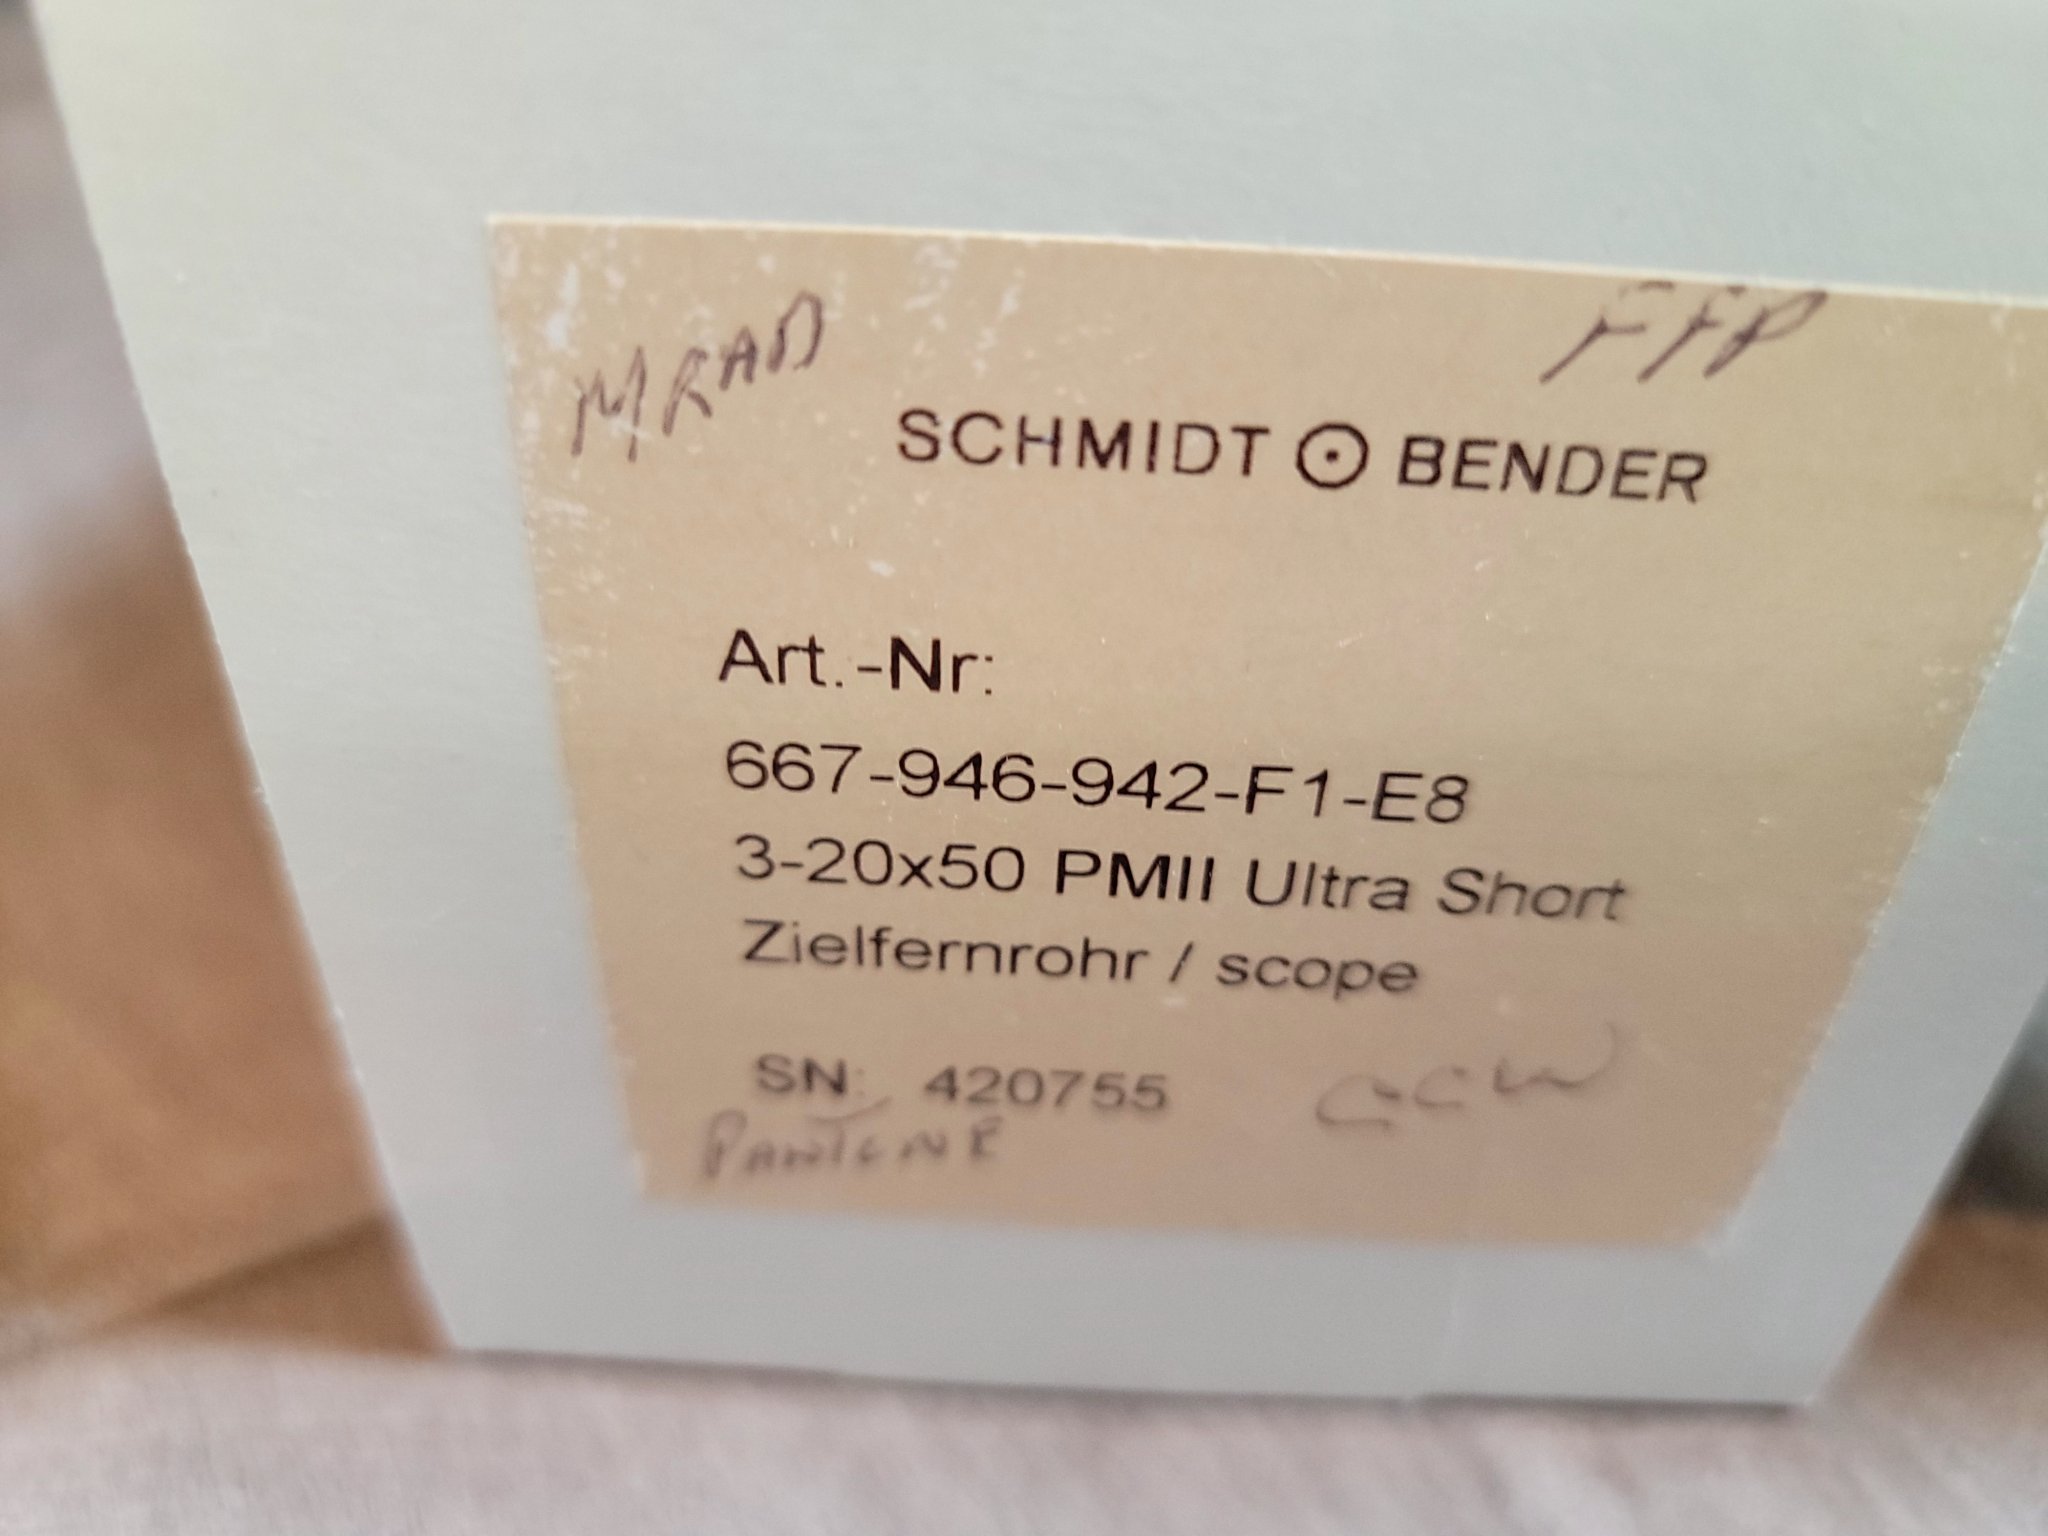 MRAD
FFP
SCHMIDT BENDER
Art.-Nr:
667-946-942-F1-E8
3-20x50 PMII Ultra Short
Zielfernrohr / scope
SN: 420755
CCW